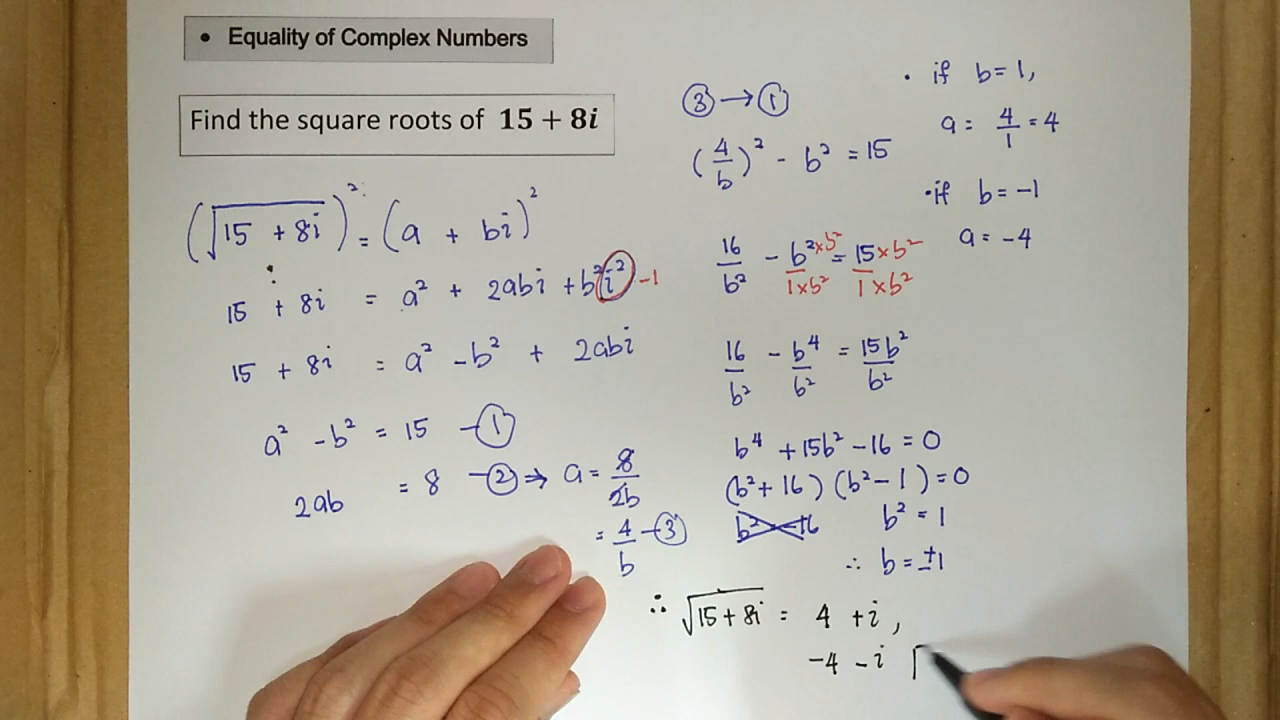 • Equality of Complex Numbers
Find the square roots of 15 + 8i
(√15 + 8i)² = (a + bi)²
15 + 8i = a² + 2abi + b²i² -1
15 + 8i = a² - b² + 2abi
a² - b² = 15 -①
2ab = 8 -② ⇒ a = 8/2b
= 4/b -③
③ → ①
(4/b)² - b² = 15
16/b² - b²×b²/1×b² = 15×b²/1×b²
16/b² - b⁴/b² = 15b²/b²
b⁴ + 15b² - 16 = 0
(b² + 16)(b² - 1) = 0
b² = -16 b² = 1
∴ b = ±1
• if b = 1,
a = 4/1 = 4
• if b = -1
a = -4
∴ √15 + 8i = 4 + i,
-4 - i